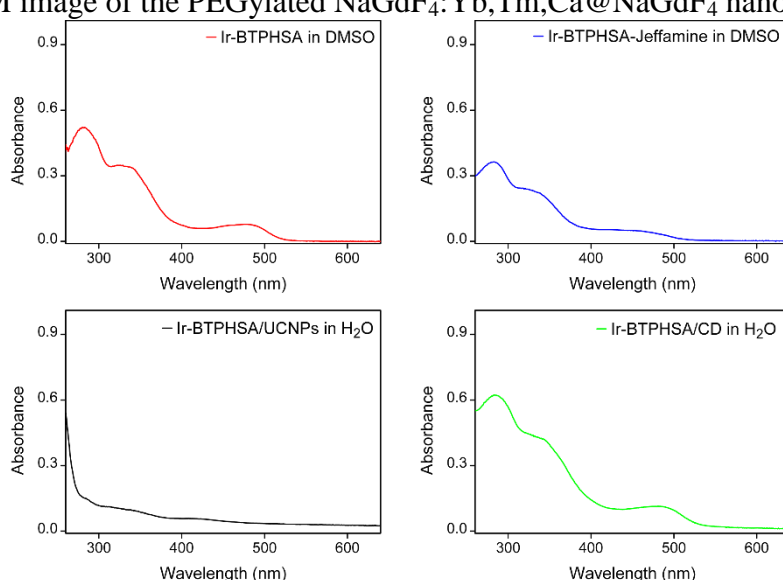 image of the PEGylated NaGdF4:Yb,Tm,Ca@NaGdF4
Ir-BTPHSA in DMSO
Absorbance
0.9
0.6
0.3
0.0
300 400 500 600
Wavelength (nm)
Ir-BTPHSA-Jeffamine in DMSO
Absorbance
0.9
0.6
0.3
0.0
300 400 500 600
Wavelength (nm)
Ir-BTPHSA/UCNPs in H2O
Absorbance
0.9
0.6
0.3
0.0
300 400 500 600
Wavelength (nm)
Ir-BTPHSA/CD in H2O
Absorbance
0.9
0.6
0.3
0.0
300 400 500 600
Wavelength (nm)